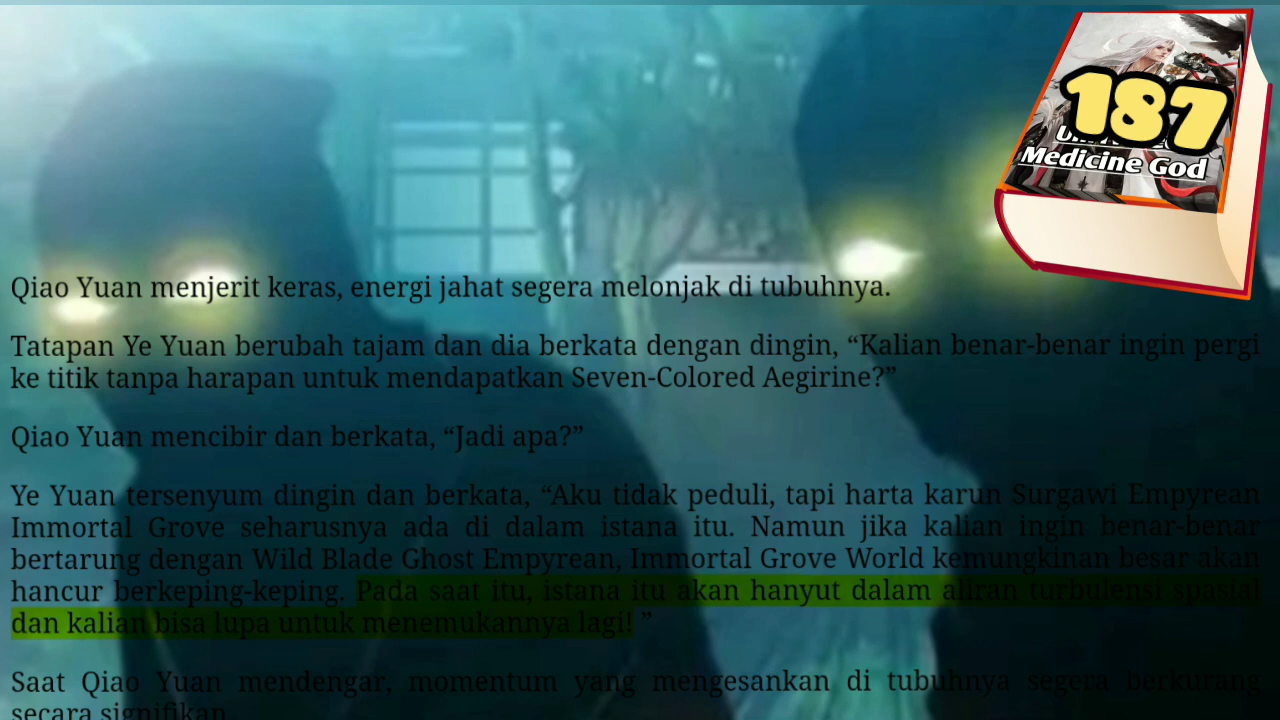 187
Medicine God
Qiao Yuan menjerit keras, energi jahat segera melonjak di tubuhnya.
Tatapan Ye Yuan berubah tajam dan dia berkata dengan dingin, “Kalian benar-benar ingin pergi
ke titik tanpa harapan untuk mendapatkan Seven-Colored Aegirine?”
Qiao Yuan mencibir dan berkata, “Jadi apa?”
Ye Yuan tersenyum dingin dan berkata, “Aku tidak peduli, tapi harta karun Surgawi Empyrean
Immortal Grove seharusnya ada di dalam istana itu. Namun jika kalian ingin benar-benar
bertarung dengan Wild Blade Ghost Empyrean, Immortal Grove World kemungkinan besar akan
hancur berkeping-keping. Pada saat itu, istana itu akan hanyut dalam aliran turbulensi spasial
dan kalian bisa lupa untuk menemukannya lagi! ”
Saat Qiao Yuan mendengar, momentum yang mengesankan di tubuhnya segera berkurang
secara signifikan.